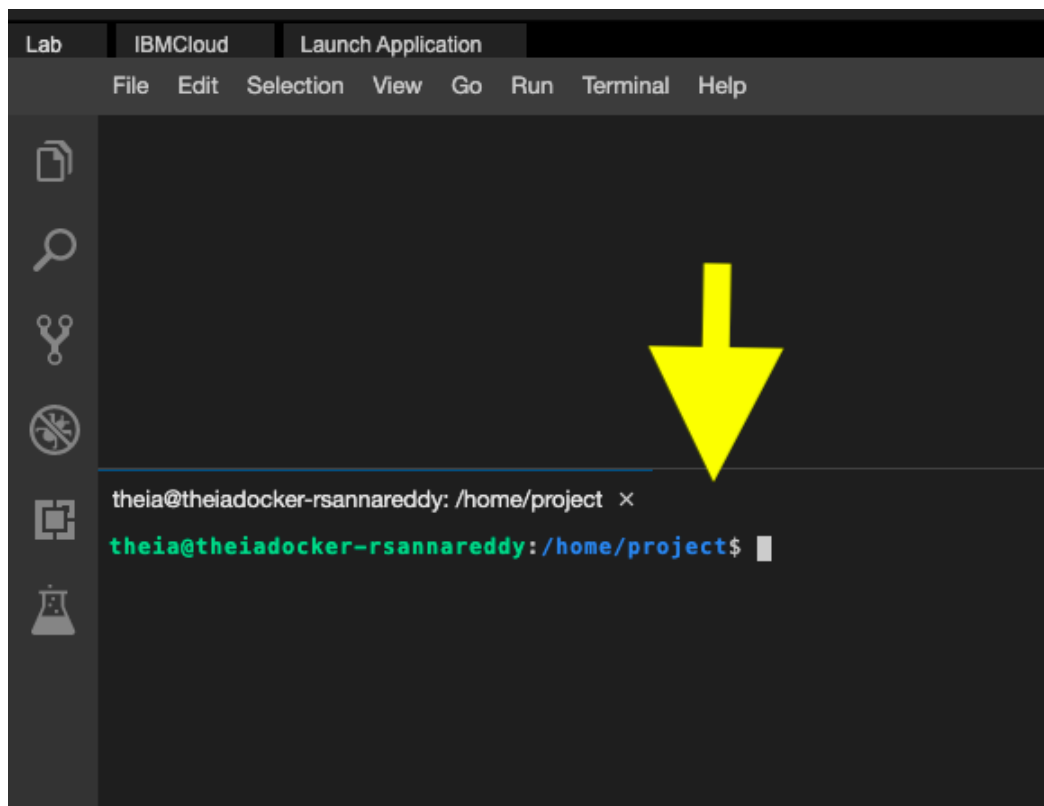 Lab IBMCloud Launch Application
File Edit Selection View Go Run Terminal Help
theia@theiadocker-rsannareddy: /home/project ×
theia@theiadocker-rsannareddy:/home/project$